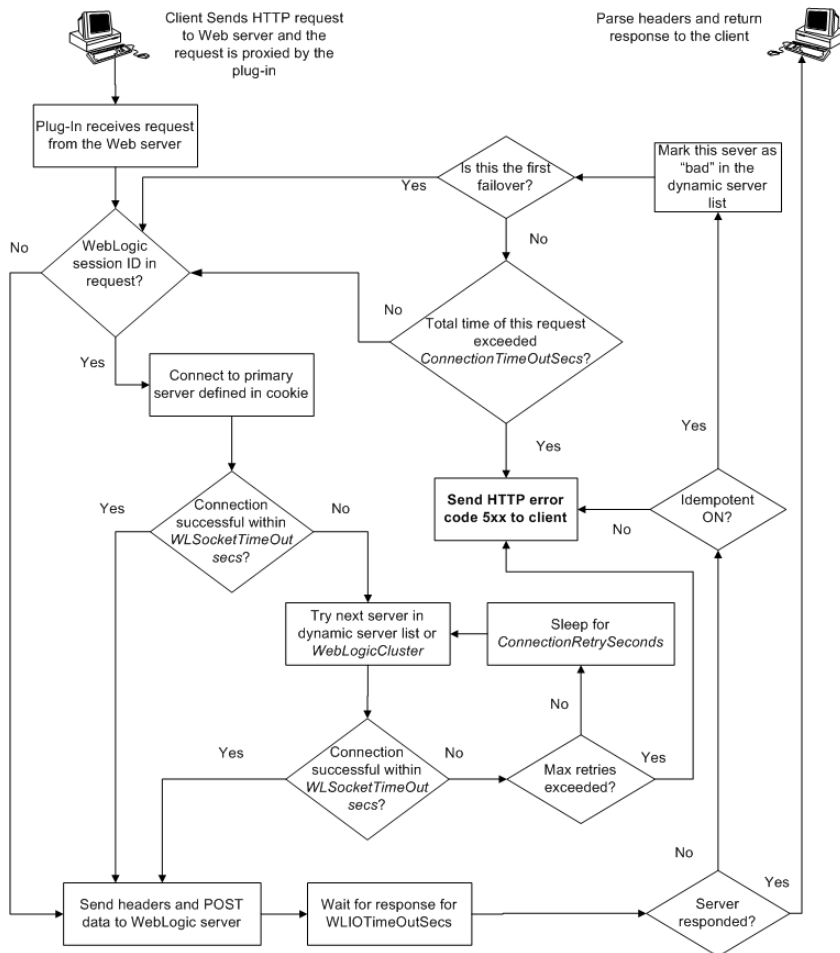 Client Sends HTTP request
to Web server and the
request is proxied by the
plug-in
Parse headers and return
response to the client
Plug-In receives request
from the Web server
Is this the first
failover?
Mark this sever as
“bad” in the
dynamic server
list
Yes
No
No
WebLogic
session ID in
request?
No
Total time of this request
exceeded
ConnectionTimeOutSecs?
Yes
Connect to primary
server defined in cookie
Yes
Yes
Connection
successful within
WLSocketTimeOut
secs?
Yes
No
Send HTTP error
code 5xx to client
No
Idempotent
ON?
Try next server in
dynamic server list or
WebLogicCluster
Sleep for
ConnectionRetrySeconds
No
Yes
Connection
successful within
WLSocketTimeOut
secs?
No
Max retries
exceeded?
Yes
No
Send headers and POST
data to WebLogic server
Wait for response for
WLIOTimeOutSecs
Server
responded?
Yes